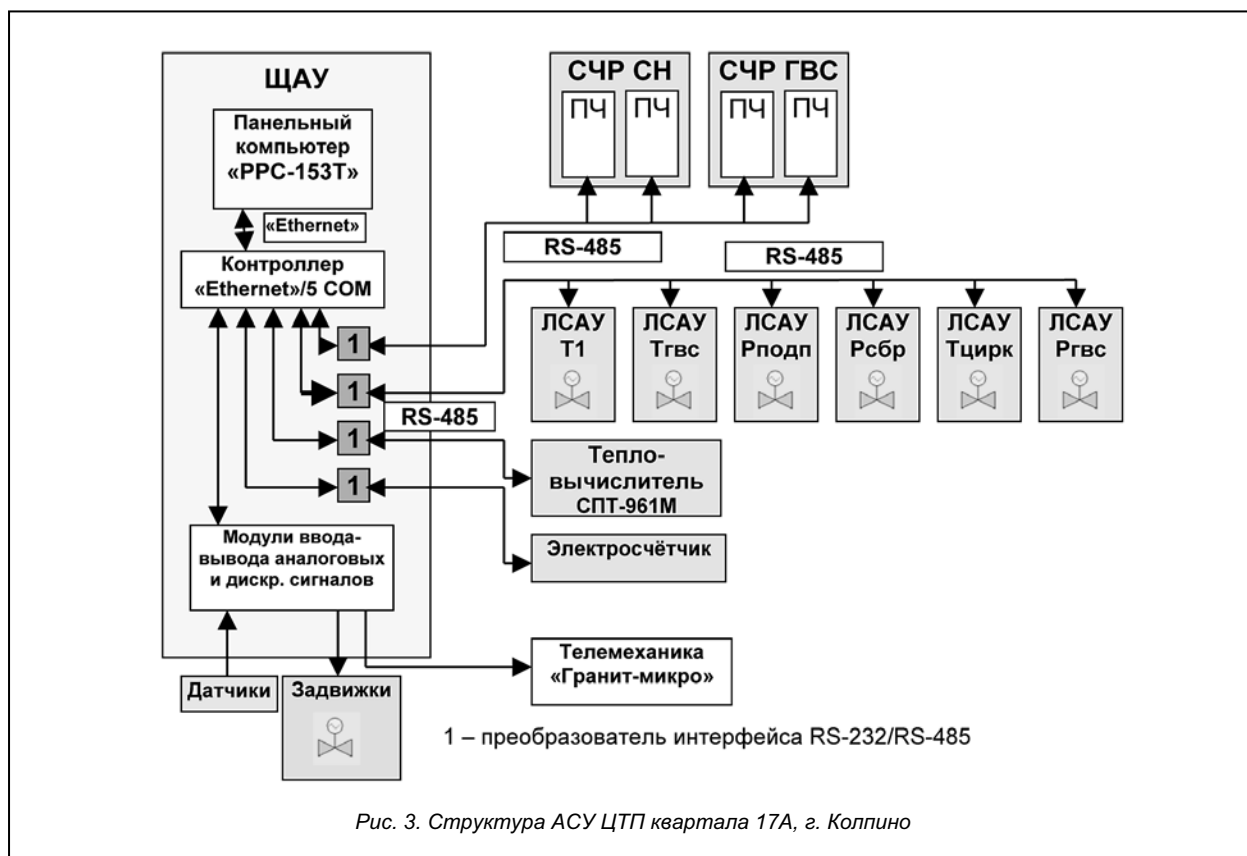 ЩАУ
Панельный
компьютер
«PPC-153T»
«Ethernet»
Контроллер
«Ethernet»/5 COM
1
1
1
1
Модули ввода-
вывода аналоговых
и дискр. сигналов
Датчики
Задвижки
СЧР СН
ПЧ
ПЧ
СЧР ГВС
ПЧ
ПЧ
RS-485
RS-485
ЛСАУ
Т1
ЛСАУ
Тгвс
ЛСАУ
Рподп
ЛСАУ
Рсбр
ЛСАУ
Тцирк
ЛСАУ
Ргвс
RS-485
Тепло-
вычислитель
СПТ-961М
Электросчётчик
Телемеханика
«Гранит-микро»
1 – преобразователь интерфейса RS-232/RS-485
Рис. 3. Структура АСУ ЦТП квартала 17А, г. Колпино